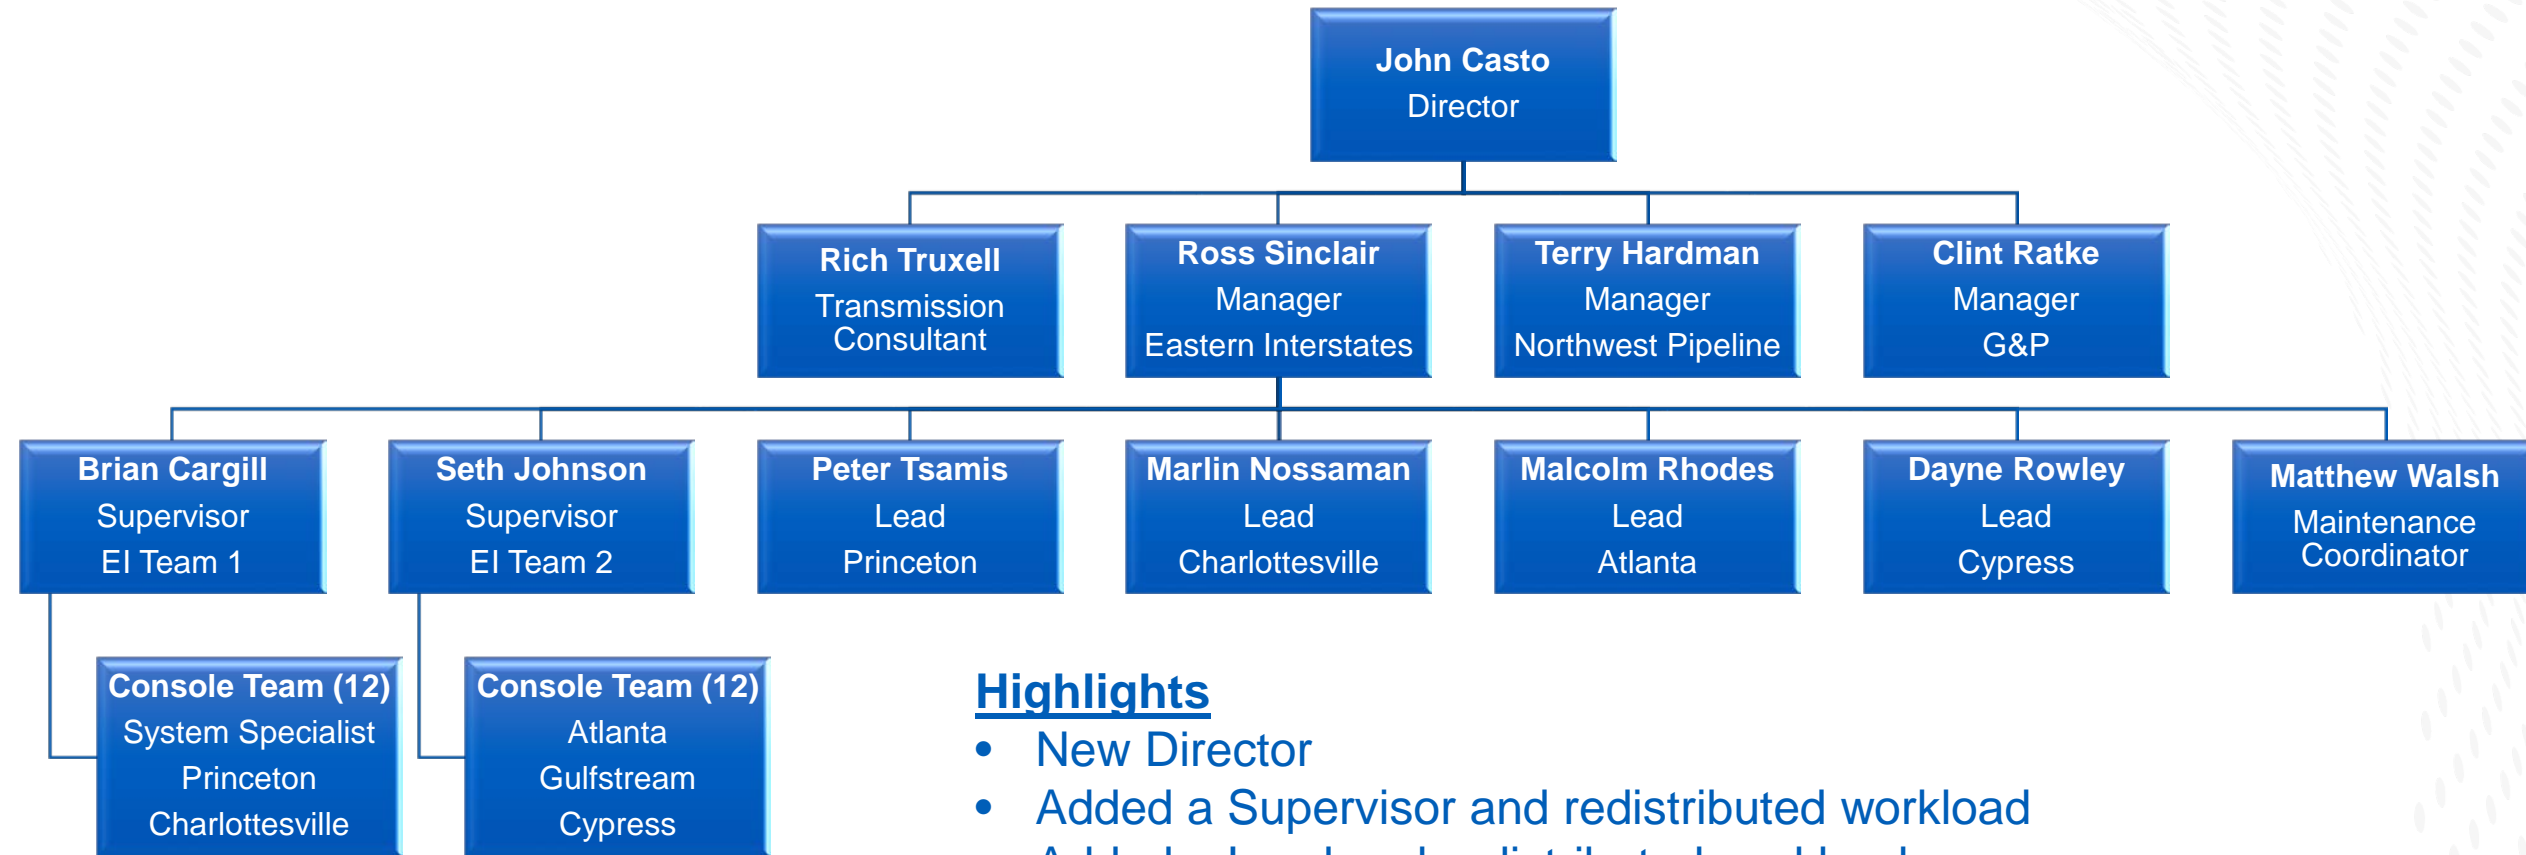 John Casto
Director
Rich Truxell
Transmission
Consultant
Ross Sinclair
Manager
Eastern Interstates
Terry Hardman
Manager
Northwest Pipeline
Clint Ratke
Manager
G&P
Brian Cargill
Supervisor
EI Team 1
Seth Johnson
Supervisor
EI Team 2
Peter Tsamis
Lead
Princeton
Marlin Nossaman
Lead
Charlottesville
Malcolm Rhodes
Lead
Atlanta
Dayne Rowley
Lead
Cypress
Matthew Walsh
Maintenance
Coordinator
Console Team (12)
System Specialist
Princeton
Charlottesville
Console Team (12)
Atlanta
Gulfstream
Cypress
Highlights
• New Director
• Added a Supervisor and redistributed workload